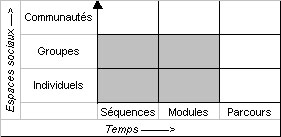 Espaces sociaux —>
Communautés
Groupes
Individuels
Séquences Modules Parcours
Temps ——>